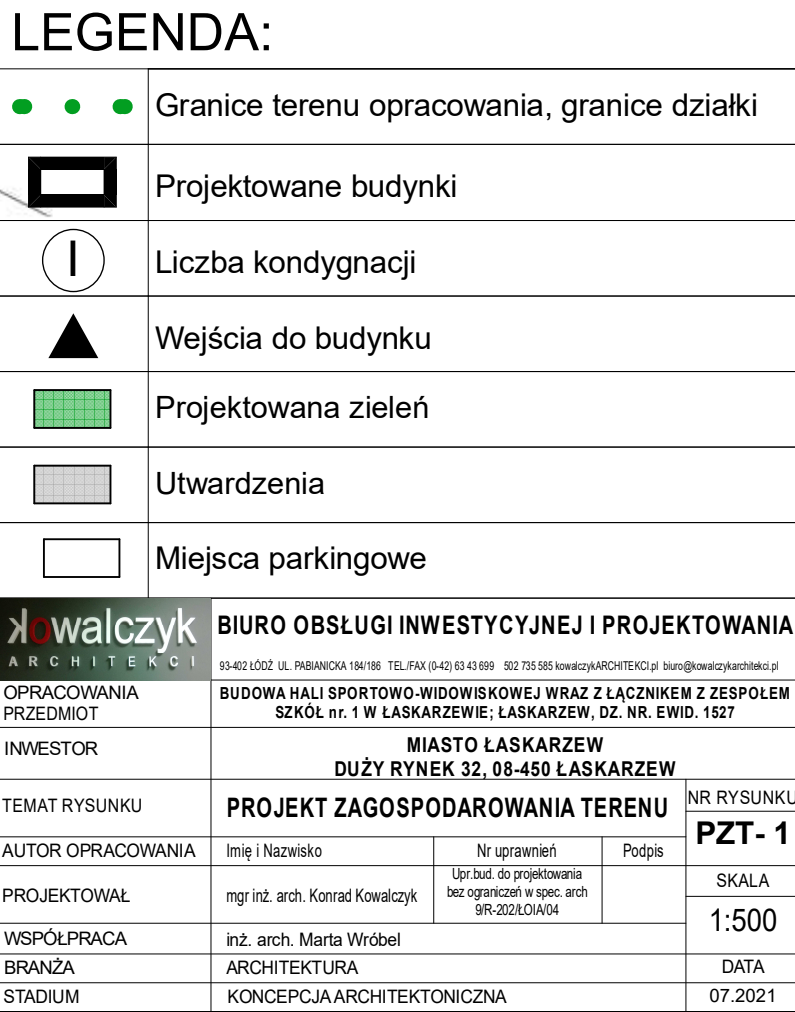 LEGENDA:
Granice terenu opracowania, granice działki
Projektowane budynki
I
Liczba kondygnacji
Wejścia do budynku
Projektowana zieleń
Utwardzenia
Miejsca parkingowe
kowalczyk
ARCHITEKCI
BIURO OBSŁUGI INWESTYCYJNEJ I PROJEKTOWANIA
93-402 ŁÓDŹ UL. PABIANICKA 184/186 TEL./FAX (0-42) 63 43 699 502 735 585 kowalczykARCHITEKCI.pl biuro@kowalczykarchitekci.pl
OPRACOWANIA
PRZEDMIOT
BUDOWA HALI SPORTOWO-WIDOWISKOWEJ WRAZ Z ŁĄCZNIKEM Z ZESPOŁEM
SZKÓŁ nr. 1 W ŁASKARZEWIE; ŁASKARZEW, DZ. NR. EWID. 1527
INWESTOR
MIASTO ŁASKARZEW
DUŻY RYNEK 32, 08-450 ŁASKARZEW
TEMAT RYSUNKU
PROJEKT ZAGOSPODAROWANIA TERENU
NR RYSUNKU
PZT- 1
AUTOR OPRACOWANIA
Imię i Nazwisko
Nr uprawnień
Podpis
PROJEKTOWAŁ
mgr inż. arch. Konrad Kowalczyk
Upr.bud. do projektowania
bez ograniczeń w spec. arch
9/R-202/ŁOIA/04
SKALA
1:500
WSPÓŁPRACA
inż. arch. Marta Wróbel
BRANŻA
ARCHITEKTURA
DATA
STADIUM
KONCEPCJA ARCHITEKTONICZNA
07.2021